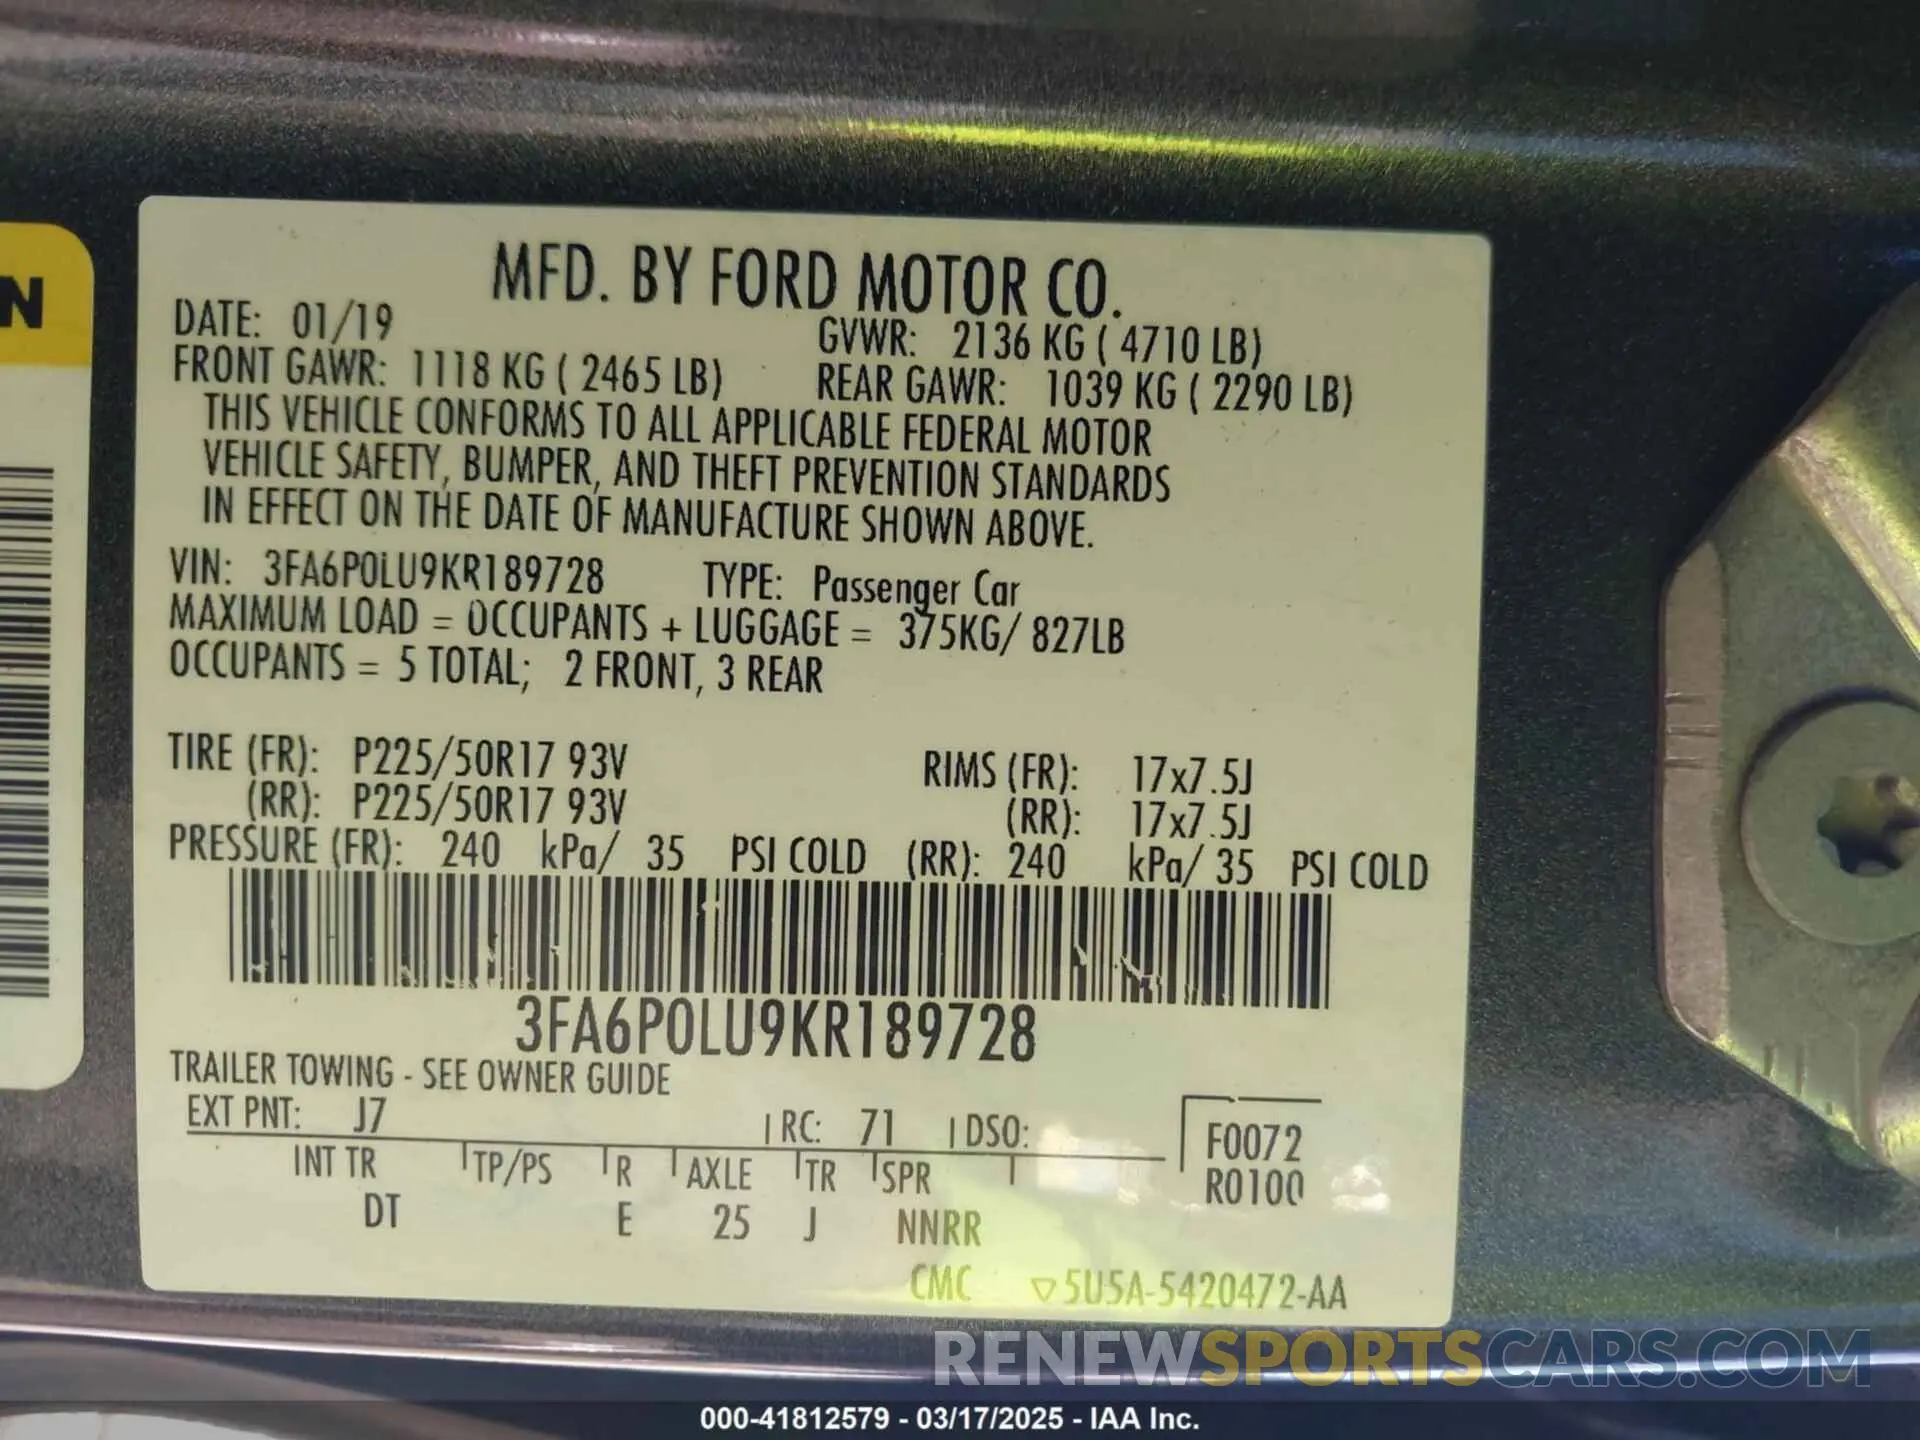 N
MFD. BY FORD MOTOR CO.
DATE: 01/19
GVWR: 2136 KG ( 4710 LB)
FRONT GAWR: 1118 KG ( 2465 LB)
REAR GAWR: 1039 KG ( 2290 LB)
THIS VEHICLE CONFORMS TO ALL APPLICABLE FEDERAL MOTOR
VEHICLE SAFETY, BUMPER, AND THEFT PREVENTION STANDARDS
IN EFFECT ON THE DATE OF MANUFACTURE SHOWN ABOVE.
VIN: 3FA6P0LU9KR189728 TYPE: Passenger Car
MAXIMUM LOAD = OCCUPANTS + LUGGAGE = 375KG/ 827LB
OCCUPANTS = 5 TOTAL; 2 FRONT, 3 REAR
TIRE (FR): P225/50R17 93V RIMS (FR): 17x7.5J
(RR): P225/50R17 93V (RR): 17x7.5J
PRESSURE (FR): 240 kPa/ 35 PSI COLD (RR): 240 kPa/ 35 PSI COLD
3FA6P0LU9KR189728
TRAILER TOWING - SEE OWNER GUIDE
EXT PNT: J7 RC: 71 DSO:
F0072
R0100
INT TR TP/PS R AXLE TR SPR
DT E 25 J NNRR
CMC ▽5U5A-5420472-AA
RENEWSPORTSCARS.COM
000-41812579 - 03/17/2025 - IAA Inc.